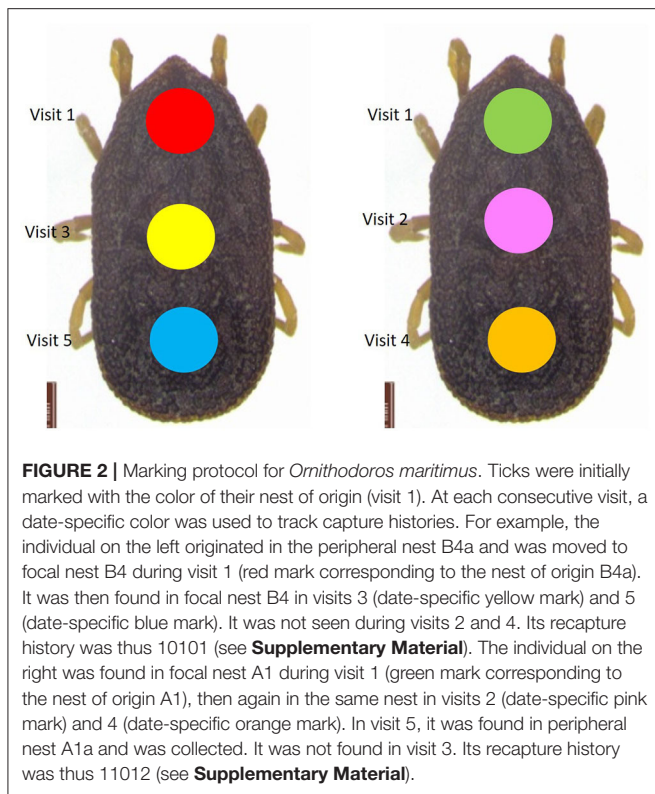 Visit 1
Visit 1
Visit 3
Visit 2
Visit 5
Visit 4
FIGURE 2 | Marking protocol for Ornithodoros maritimus. Ticks were initially
marked with the color of their nest of origin (visit 1). At each consecutive visit, a
date-specific color was used to track capture histories. For example, the
individual on the left originated in the peripheral nest B4a and was moved to
focal nest B4 during visit 1 (red mark corresponding to the nest of origin B4a).
It was then found in focal nest B4 in visits 3 (date-specific yellow mark) and 5
(date-specific blue mark). It was not seen during visits 2 and 4. Its recapture
history was thus 10101 (see Supplementary Material). The individual on the
right was found in focal nest A1 during visit 1 (green mark corresponding to
the nest of origin A1), then again in the same nest in visits 2 (date-specific pink
mark) and 4 (date-specific orange mark). In visit 5, it was found in peripheral
nest A1a and was collected. It was not found in visit 3. Its recapture history
was thus 11012 (see Supplementary Material).